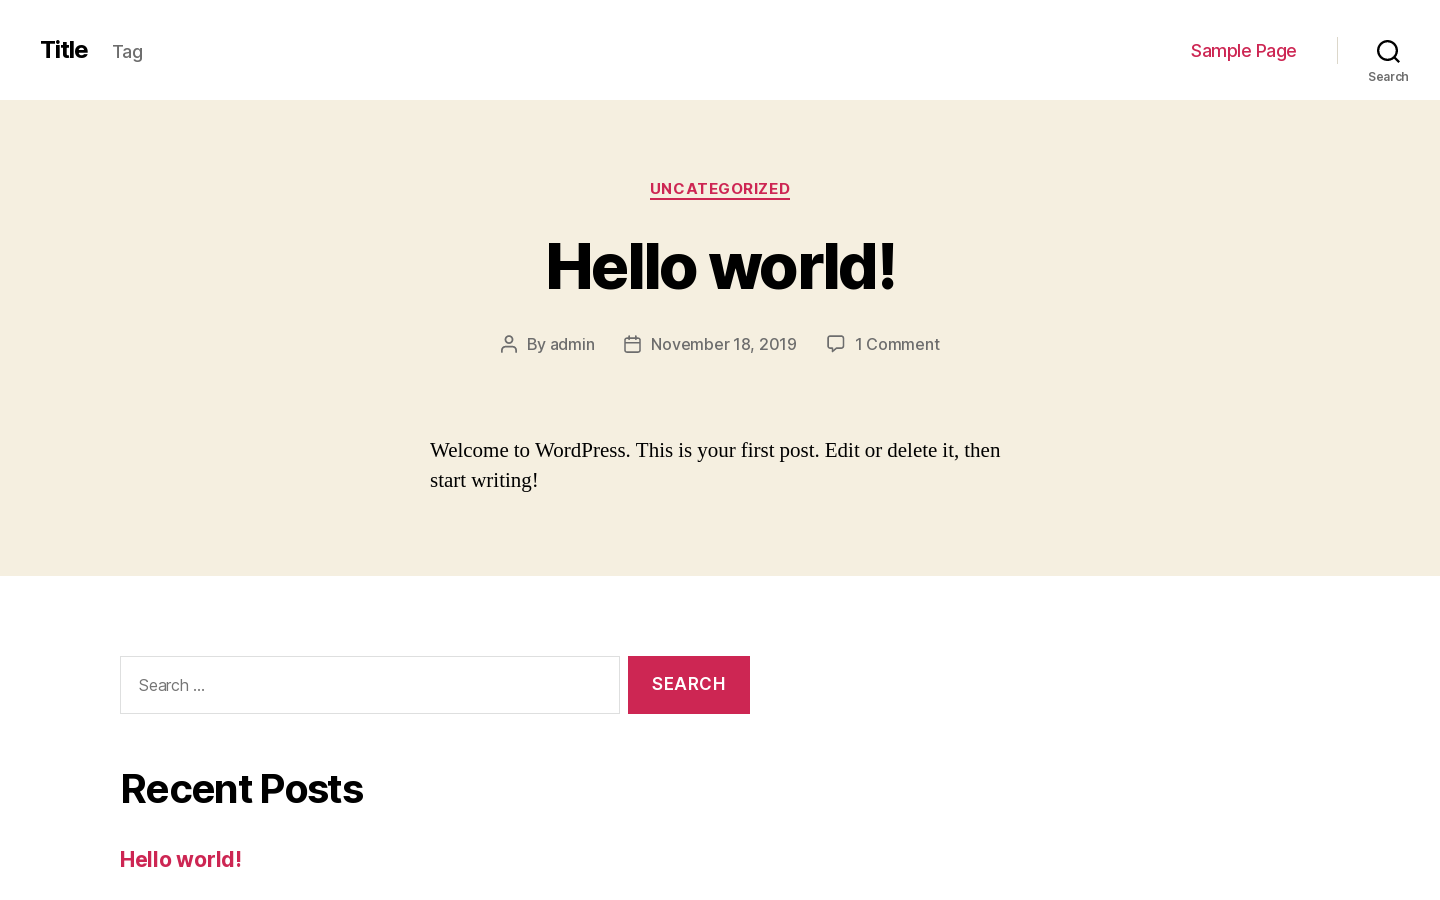 Title
Tag
Sample Page
Search
UNCATEGORIZED
Hello world!
By admin
November 18, 2019
1 Comment
Welcome to WordPress. This is your first post. Edit or delete it, then
start writing!
Search …
SEARCH
Recent Posts
Hello world!